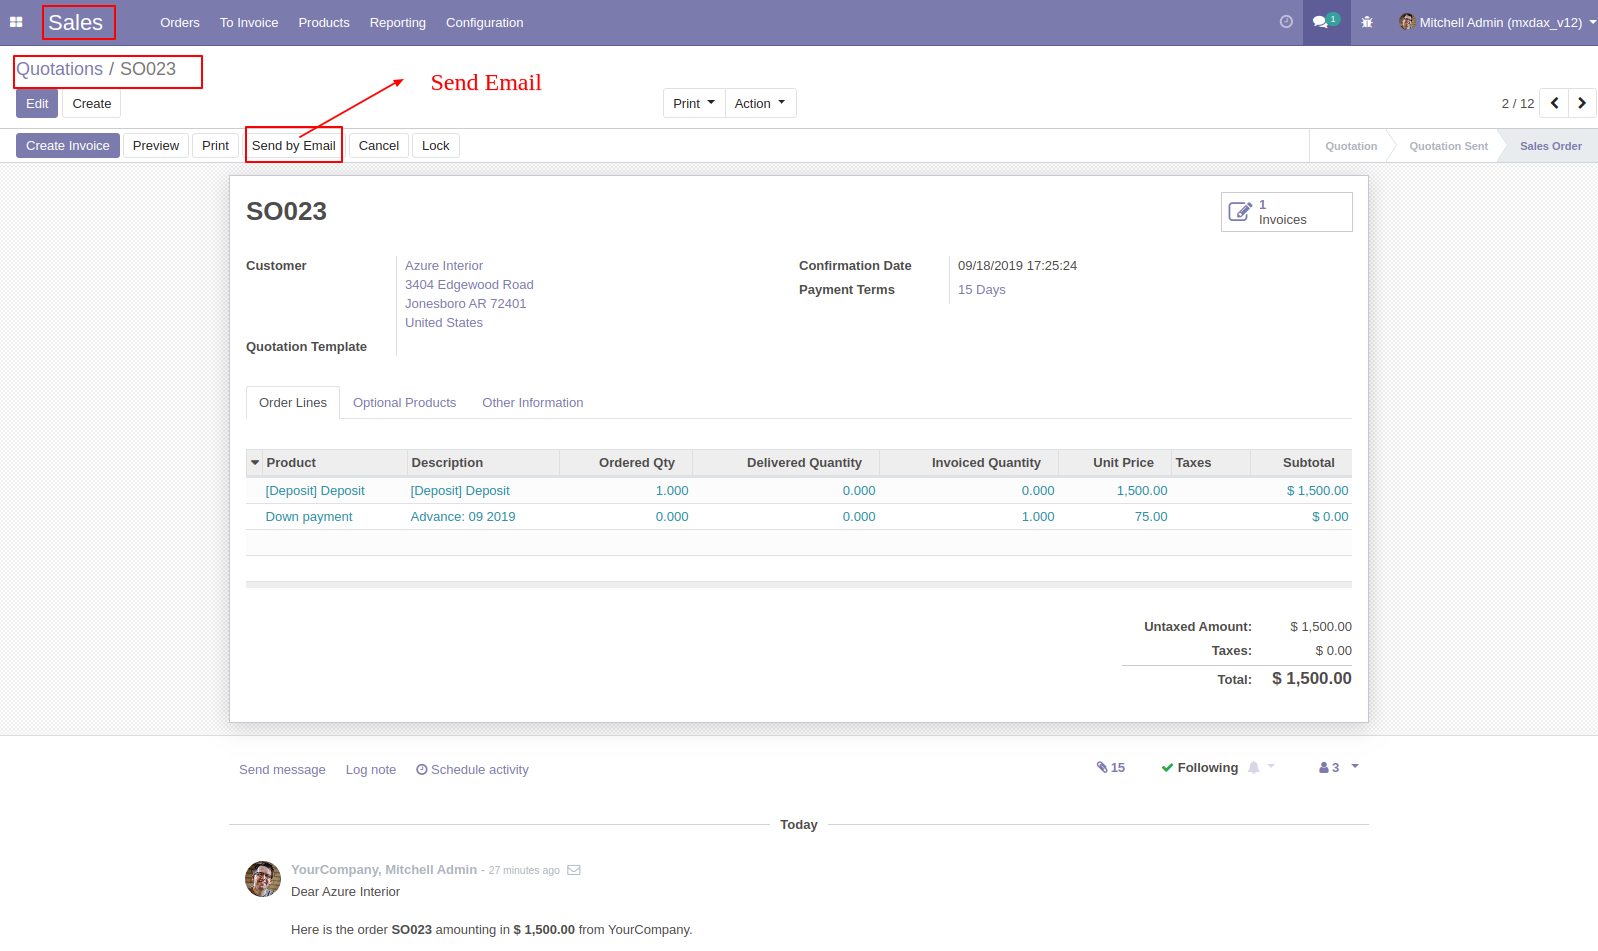 Sales Orders To Invoice Products Reporting Configuration 1 Mitchell Admin (mxdax_v12)
Quotations / SO023
Send Email
Edit Create Print Action 2 / 12
Create Invoice Preview Print Send by Email Cancel Lock Quotation Quotation Sent Sales Order
SO023
1
Invoices
Customer Azure Interior Confirmation Date 09/18/2019 17:25:24
3404 Edgewood Road Payment Terms 15 Days
Jonesboro AR 72401
United States
Quotation Template
Order Lines Optional Products Other Information
Product Description Ordered Qty Delivered Quantity Invoiced Quantity Unit Price Taxes Subtotal
[Deposit] Deposit [Deposit] Deposit 1.000 0.000 0.000 1,500.00 $ 1,500.00
Down payment Advance: 09 2019 0.000 0.000 1.000 75.00 $ 0.00
Untaxed Amount: $ 1,500.00
Taxes: $ 0.00
Total: $ 1,500.00
Send message Log note Schedule activity 15 Following 3
Today
YourCompany, Mitchell Admin - 27 minutes ago
Dear Azure Interior
Here is the order SO023 amounting in $ 1,500.00 from YourCompany.